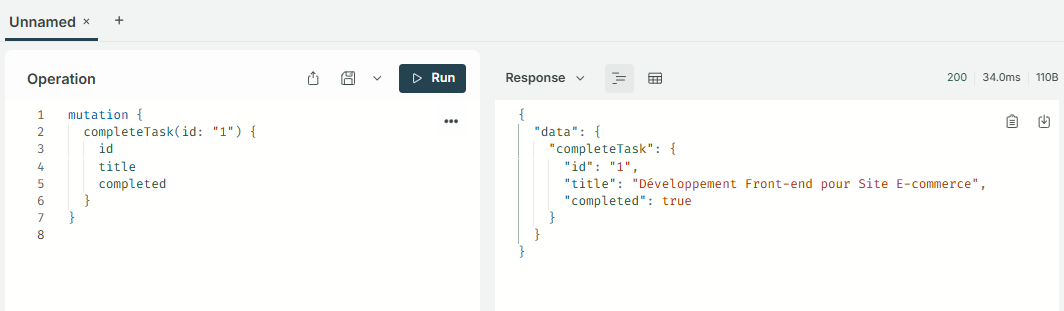 Unnamed × +
Operation
Run
1 mutation {
2 completeTask(id: "1") {
3 id
4 title
5 completed
6 }
7 }
8
Response
200 34.0ms 110B
{
"data": {
"completeTask": {
"id": "1",
"title": "Développement Front-end pour Site E-commerce",
"completed": true
}
}
}